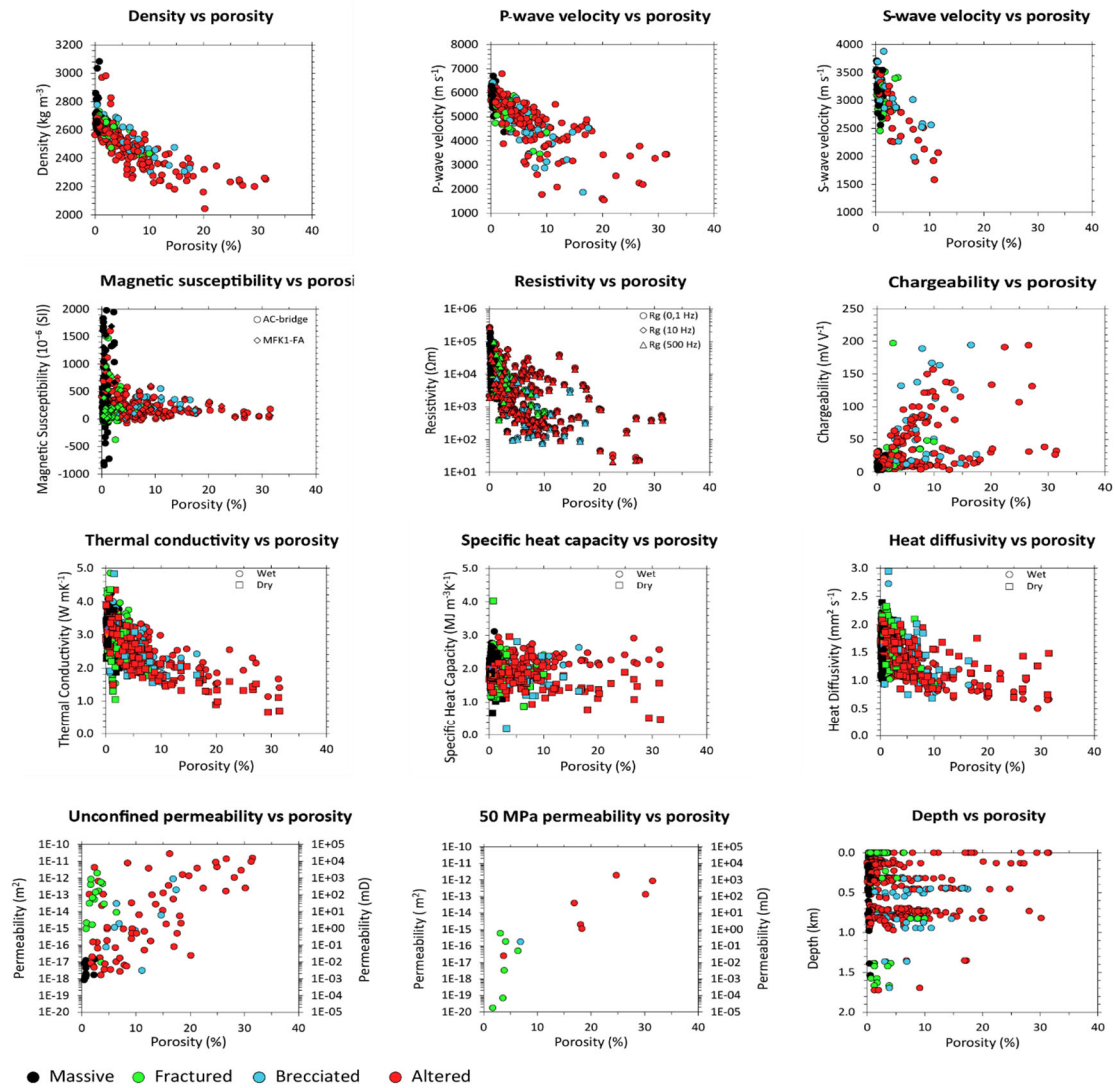 Density vs porosity
3200
3000
2800
2600
2400
2200
2000
Density (kg m⁻³)
0 10 20 30 40
Porosity (%)
P-wave velocity vs porosity
8000
7000
6000
5000
4000
3000
2000
1000
P-wave velocity (m s⁻¹)
0 10 20 30 40
Porosity (%)
S-wave velocity vs porosity
4000
3500
3000
2500
2000
1500
1000
S-wave velocity (m s⁻¹)
0 10 20 30 40
Porosity (%)
Magnetic susceptibility vs porosi
2000
1500
1000
500
0
-500
-1000
Magnetic Susceptibility (10⁻⁶ (SI))
AC-bridge
MFK1-FA
0 10 20 30 40
Porosity (%)
Resistivity vs porosity
1E+06
1E+05
1E+04
1E+03
1E+02
1E+01
Resistivity (Ωm)
Rg (0,1 Hz)
Rg (10 Hz)
Rg (500 Hz)
0 10 20 30 40
Porosity (%)
Chargeability vs porosity
250
200
150
100
50
0
Chargeability (mV V⁻¹)
0 10 20 30 40
Porosity (%)
Thermal conductivity vs porosity
5.0
4.0
3.0
2.0
1.0
0.0
Thermal Conductivity (W mK⁻¹)
Wet
Dry
0 10 20 30 40
Porosity (%)
Specific heat capacity vs porosity
5.0
4.0
3.0
2.0
1.0
0.0
Specific Heat Capacity (MJ m⁻³K⁻¹)
Wet
Dry
0 10 20 30 40
Porosity (%)
Heat diffusivity vs porosity
3.0
2.5
2.0
1.5
1.0
0.5
0.0
Heat Diffusivity (mm² s⁻¹)
Wet
Dry
0 10 20 30 40
Porosity (%)
Unconfined permeability vs porosity
1E-10
1E-11
1E-12
1E-13
1E-14
1E-15
1E-16
1E-17
1E-18
1E-19
1E-20
Permeability (m²)
1E+05
1E+04
1E+03
1E+02
1E+01
1E+00
1E-01
1E-02
1E-03
1E-04
1E-05
Permeability (mD)
0 10 20 30 40
Porosity (%)
50 MPa permeability vs porosity
1E-10
1E-11
1E-12
1E-13
1E-14
1E-15
1E-16
1E-17
1E-18
1E-19
1E-20
Permeability (m²)
1E+05
1E+04
1E+03
1E+02
1E+01
1E+00
1E-01
1E-02
1E-03
1E-04
1E-05
Permeability (mD)
0 10 20 30 40
Porosity (%)
Depth vs porosity
0.0
0.5
1.0
1.5
2.0
Depth (km)
0 10 20 30 40
Porosity (%)
Massive Fractured Brecciated Altered